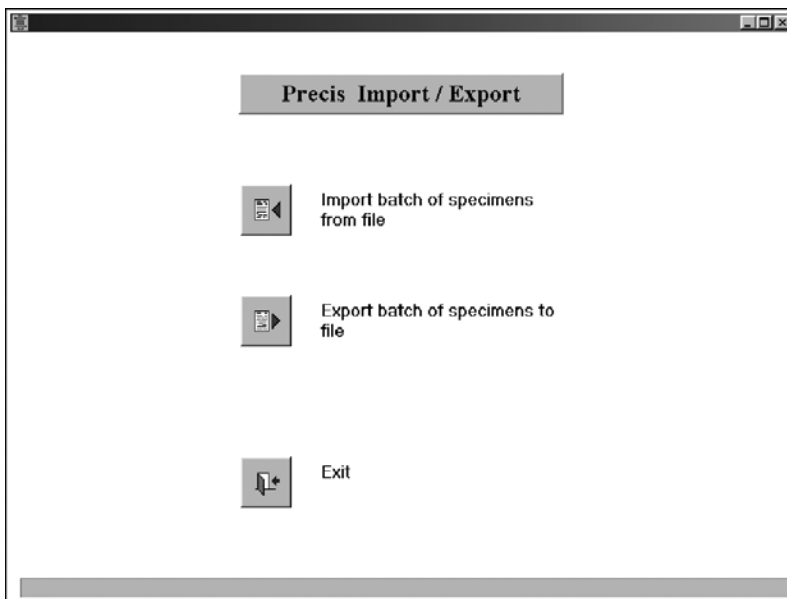 Precis Import / Export
Import batch of specimens
from file
Export batch of specimens to
file
Exit